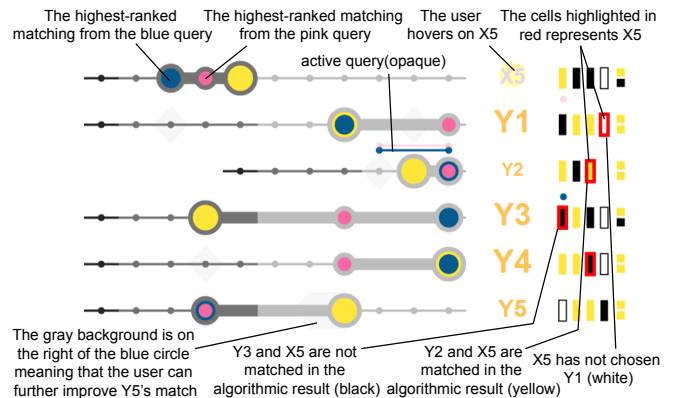 The highest-ranked
matching from the blue query
The highest-ranked matching
from the pink query
The user
hovers on X5
The cells highlighted in
red represents X5
active query(opaque)
X5
Y1
Y2
Y3
Y4
Y5
The gray background is on
the right of the blue circle
meaning that the user can
further improve Y5's match
Y3 and X5 are not
matched in the
algorithmic result (black)
Y2 and X5 are
matched in the
algorithmic result (yellow)
X5 has not chosen
Y1 (white)